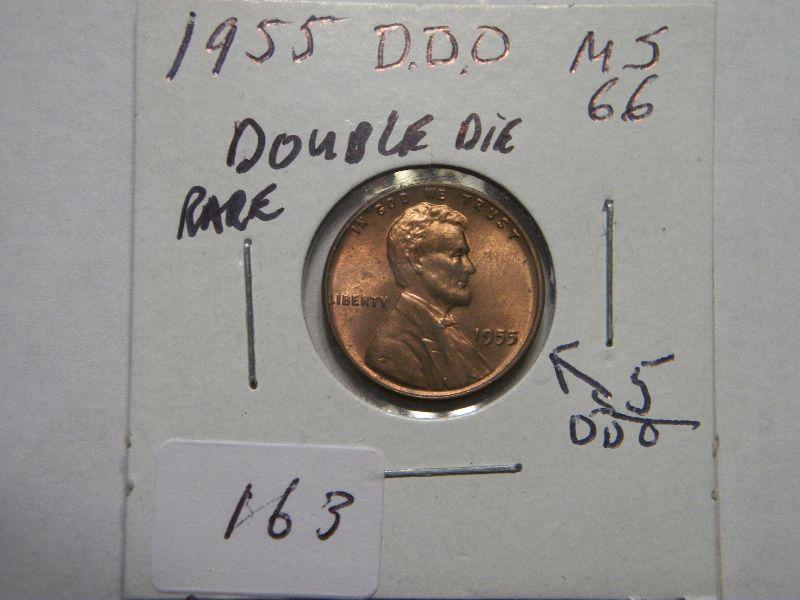 1955 D.D.O MS
66
DOUBLE DIE
RARE
IN GOD WE TRUST
LIBERTY
1955
5
DDO
163